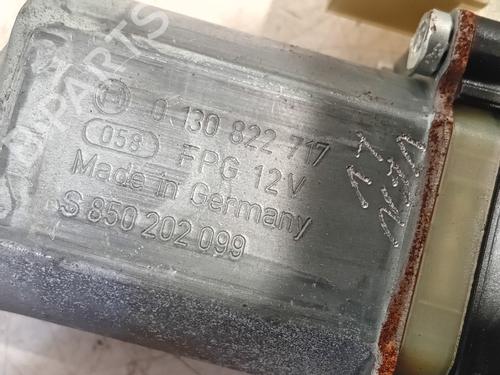 0 130 822 717
058 FPG 12V
Made in Germany
S 850 202 099